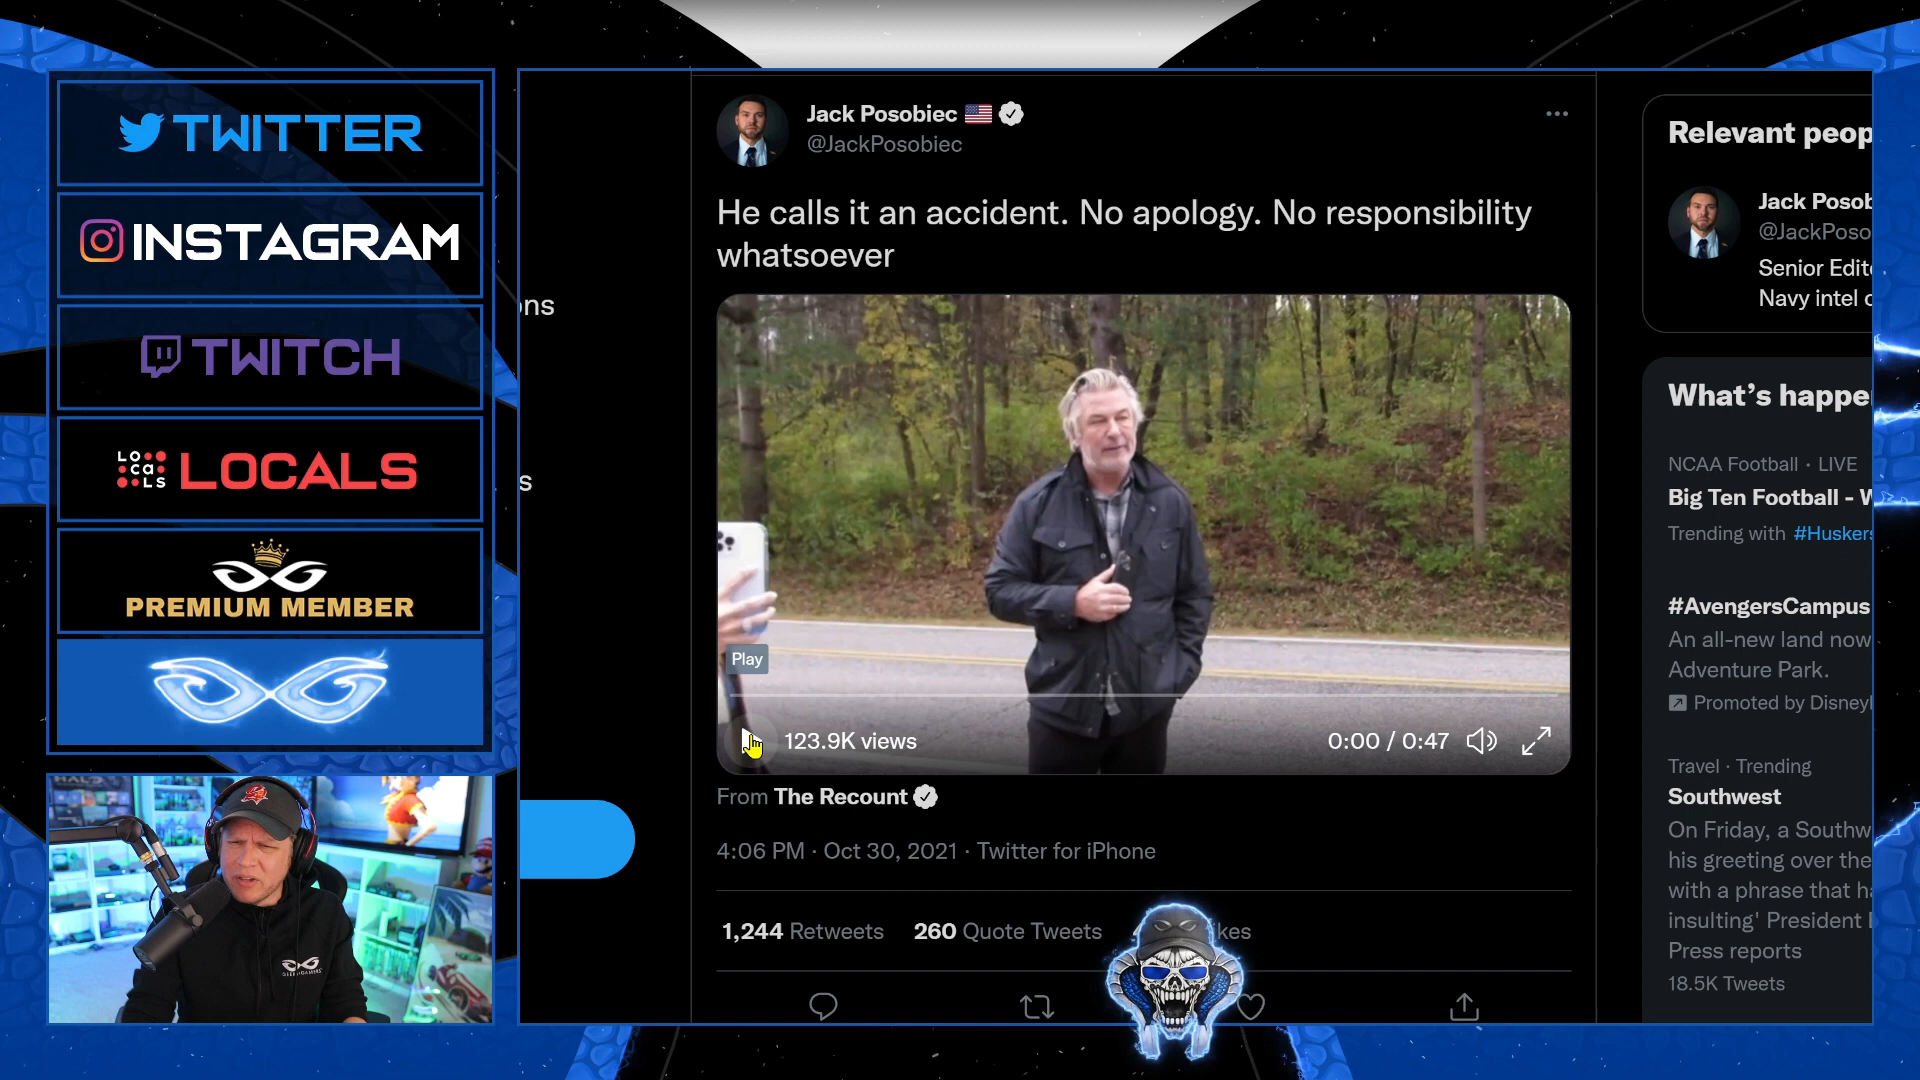 TWITTER
INSTAGRAM
TWITCH
LOCALS
LOCALS
PREMIUM MEMBER
ons
s
Jack Posobiec
@JackPosobiec
He calls it an accident. No apology. No responsibility
whatsoever
Play
123.9K views
0:00 / 0:47
From The Recount
4:06 PM · Oct 30, 2021 · Twitter for iPhone
1,244 Retweets 260 Quote Tweets
kes
Relevant peop
Jack Posob
@JackPoso
Senior Edit
Navy intel
What's happe
NCAA Football · LIVE
Big Ten Football -
Trending with #Huskers
#AvengersCampus
An all-new land now
Adventure Park.
Promoted by Disneyl
Travel · Trending
Southwest
On Friday, a Southw
his greeting over the
with a phrase that ha
insulting' President
Press reports
18.5K Tweets